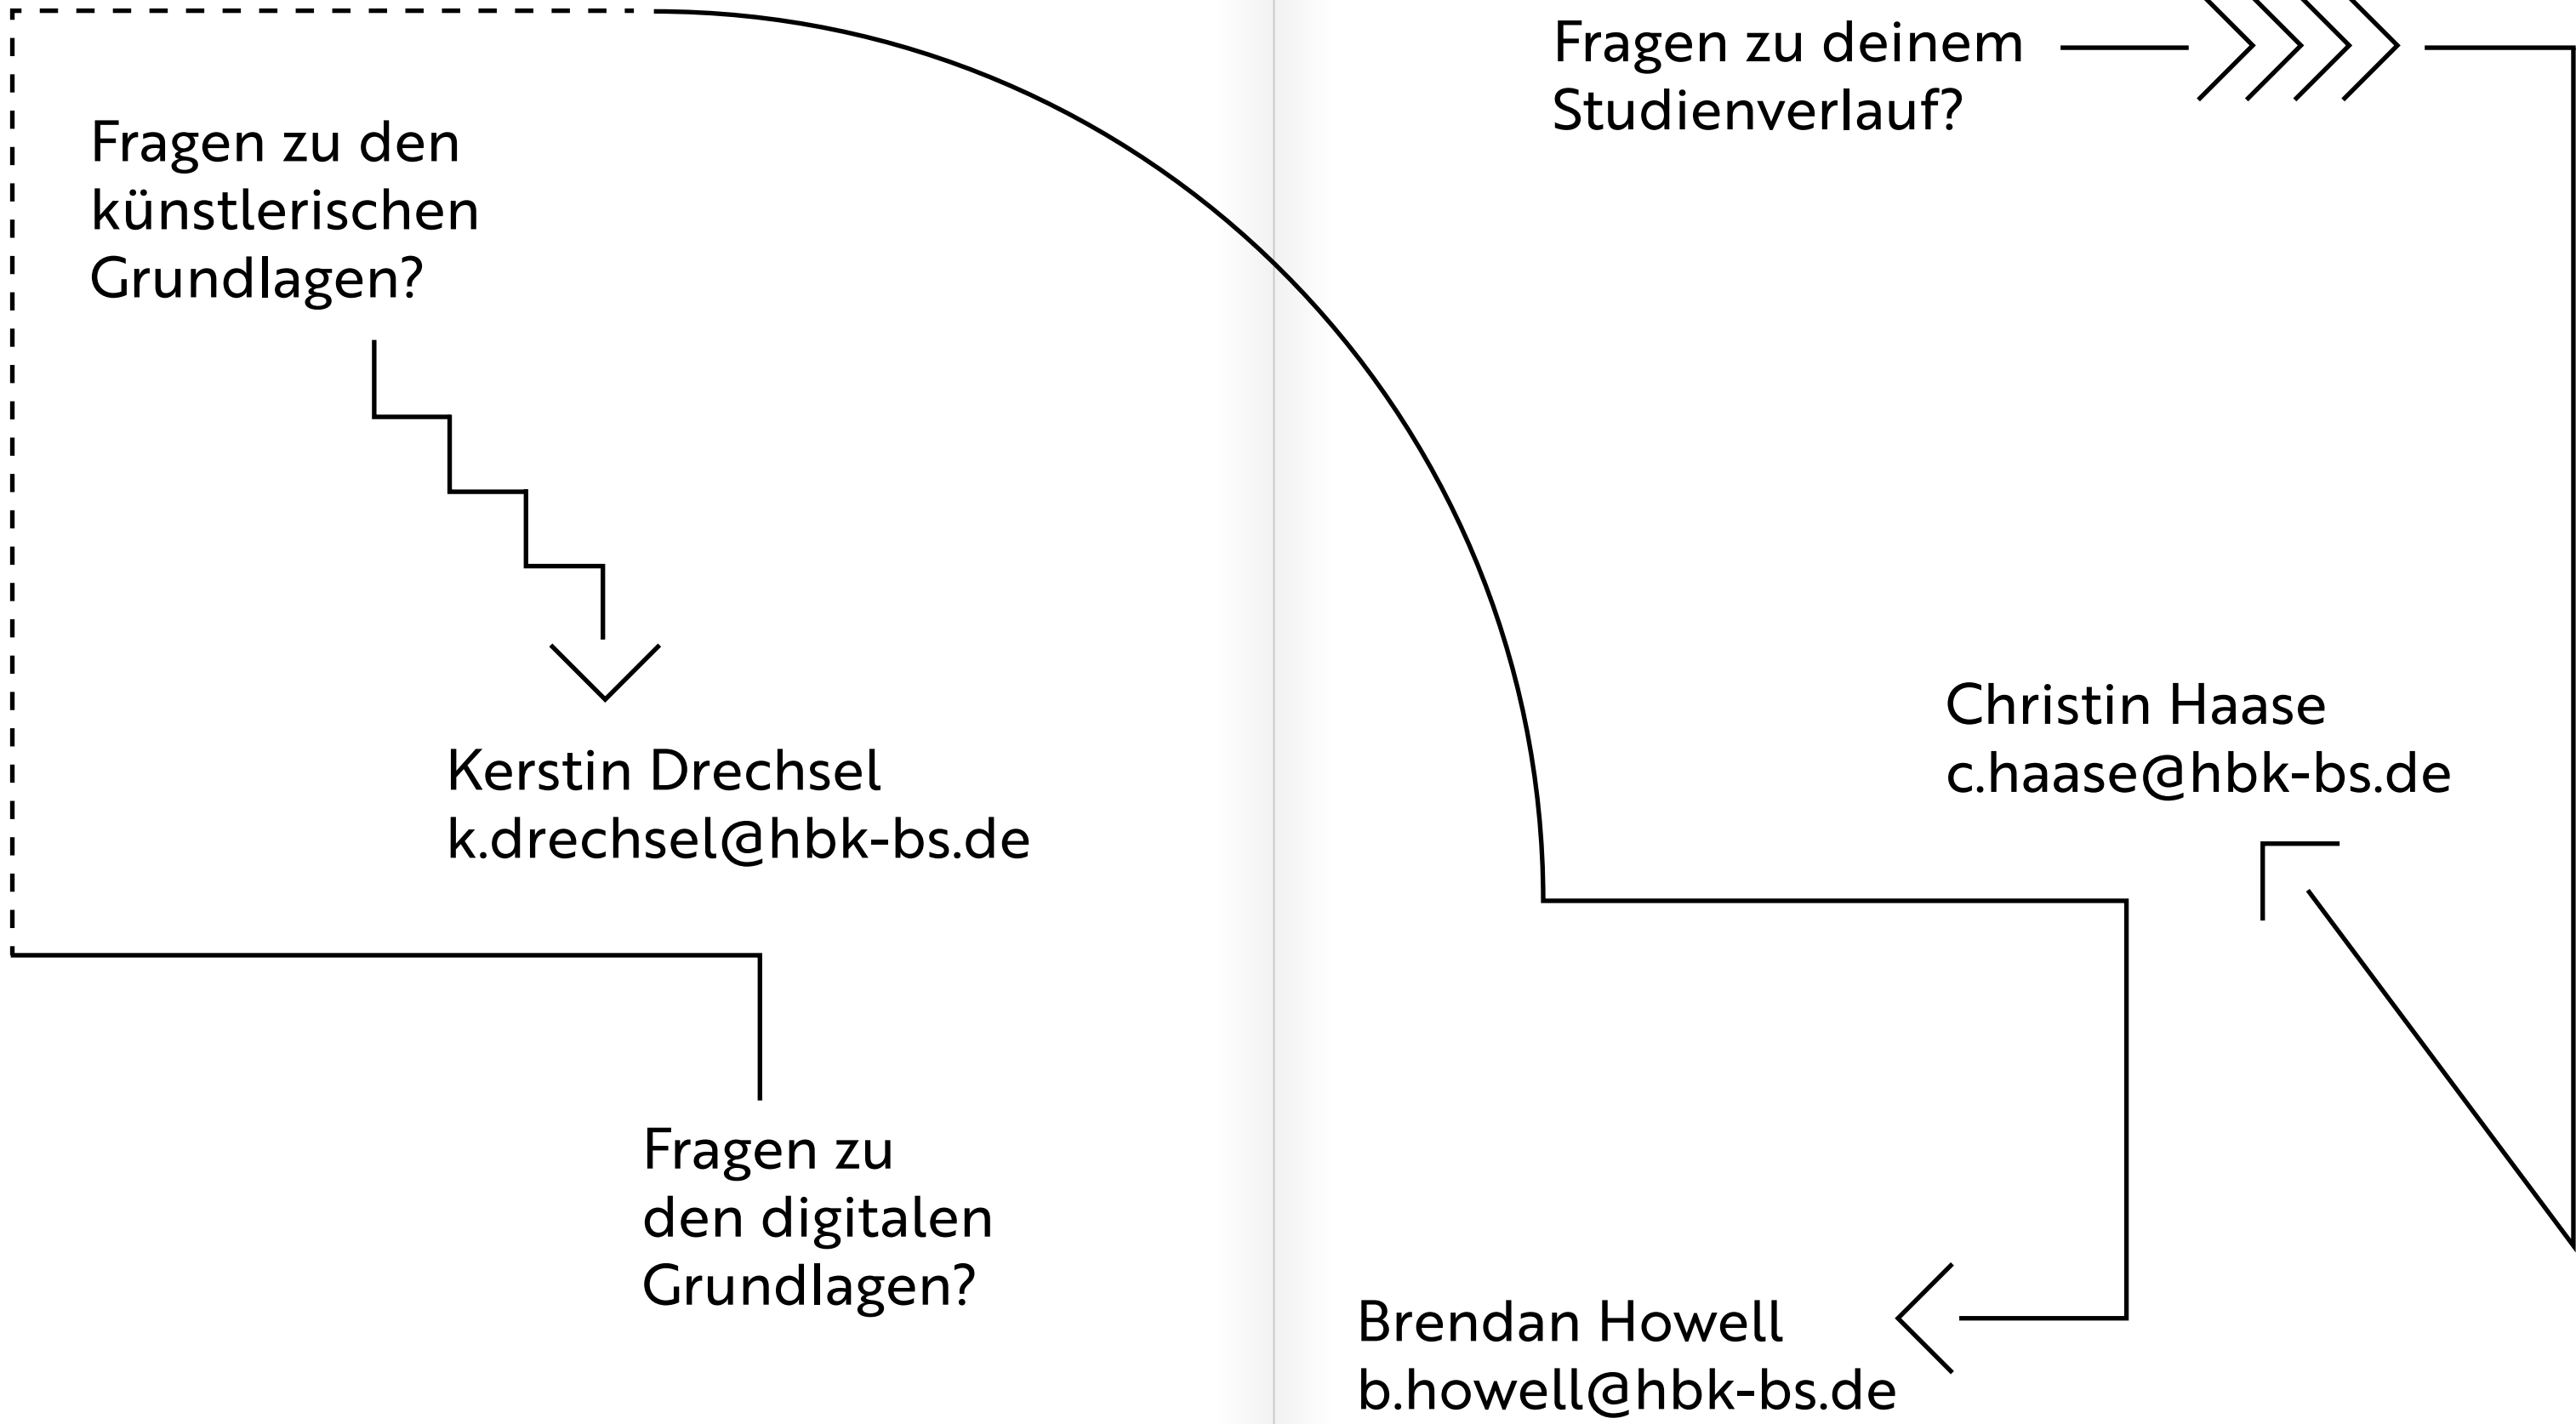 Fragen zu den
künstlerischen
Grundlagen?
Kerstin Drechsel
k.drechsel@hbk-bs.de
Fragen zu
den digitalen
Grundlagen?
Fragen zu deinem
Studienverlauf?
Christin Haase
c.haase@hbk-bs.de
Brendan Howell
b.howell@hbk-bs.de